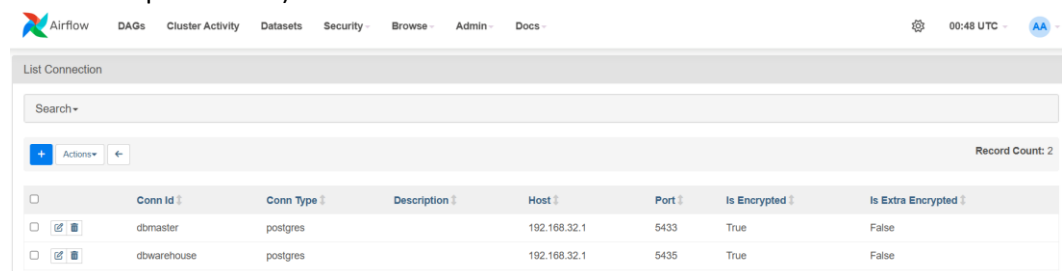 Airflow DAGs Cluster Activity Datasets Security Browse Admin Docs 00:48 UTC AA
List Connection
Search
+ Actions Record Count: 2
Conn Id Conn Type Description Host Port Is Encrypted Is Extra Encrypted
dbmaster postgres 192.168.32.1 5433 True False
dbwarehouse postgres 192.168.32.1 5435 True False